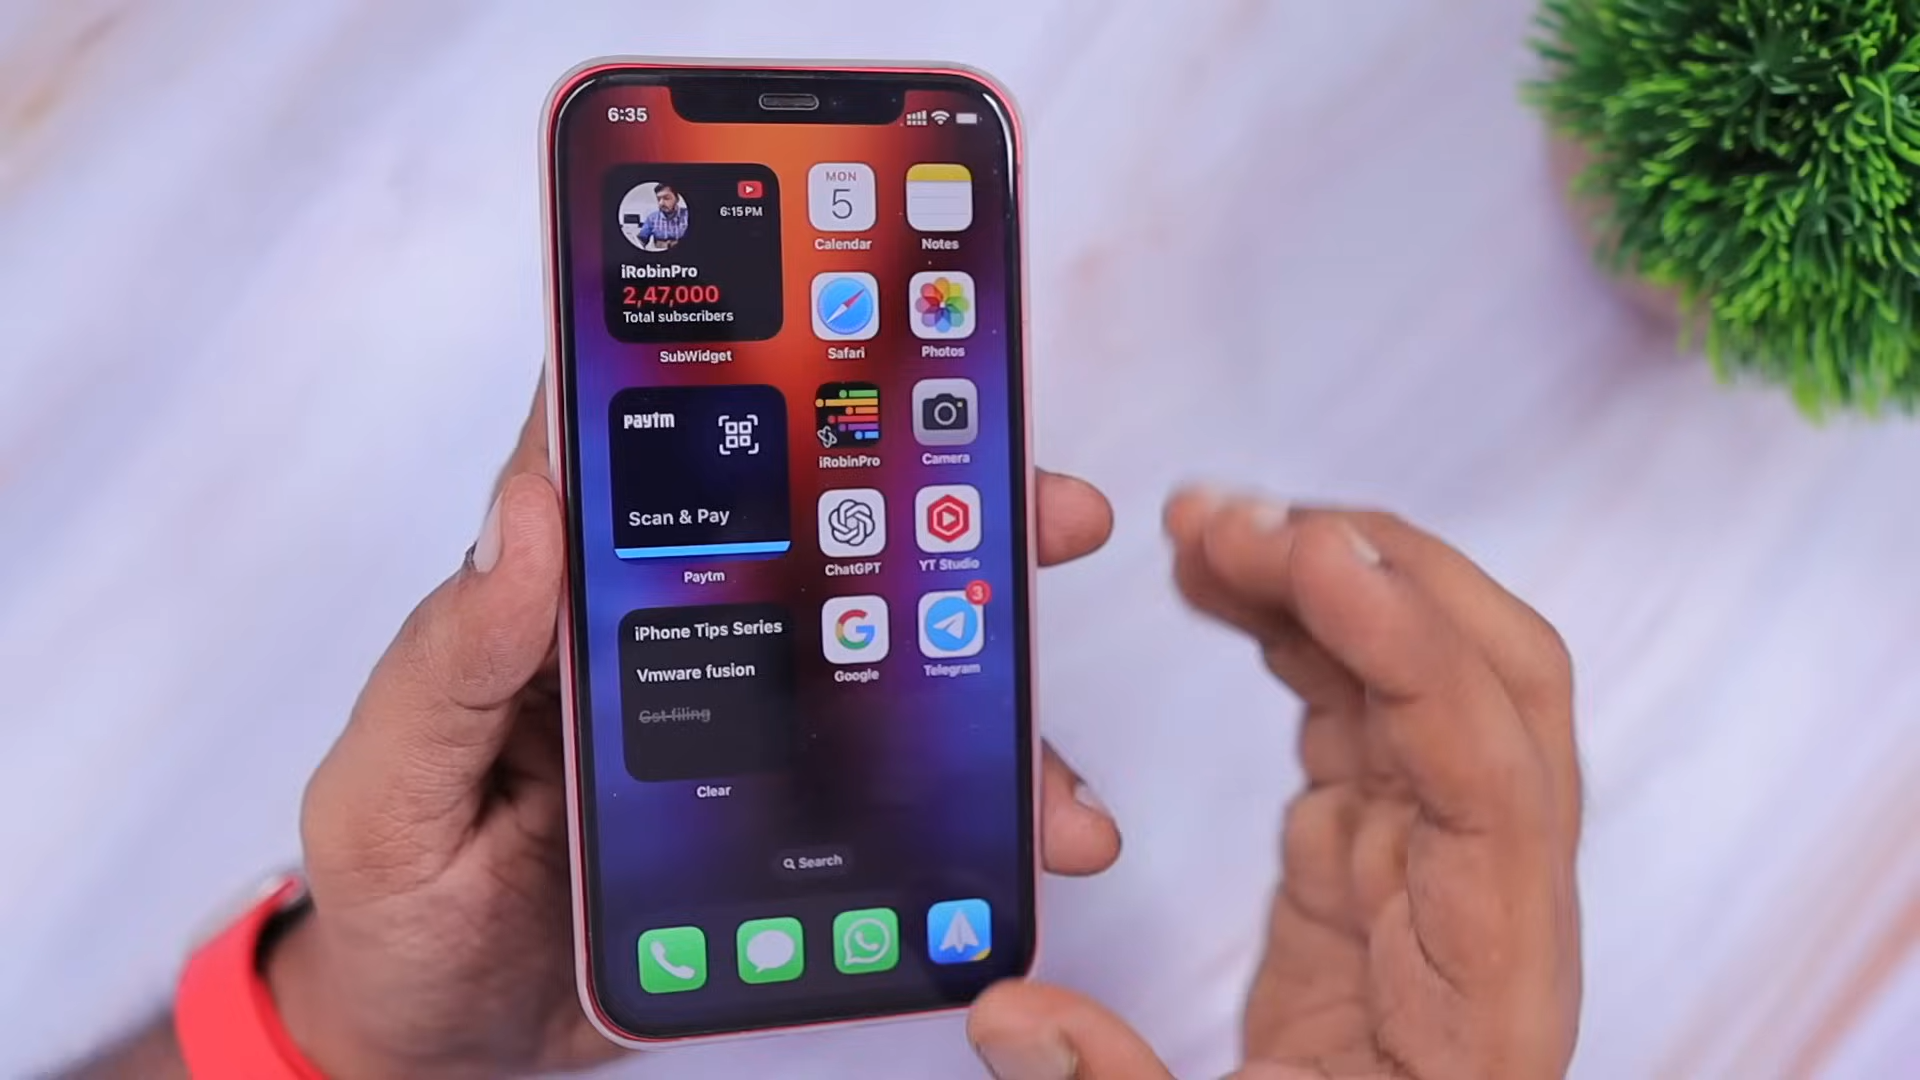 6:35
6:15 PM
iRobinPro
2,47,000
Total subscribers
SubWidget
MON
5
Calendar
Notes
Safari
Photos
paytm
Scan & Pay
Paytm
iRobinPro
Camera
ChatGPT
YT Studio
iPhone Tips Series
Vmware fusion
Gst filing
Clear
3
Google
Telegram
Search